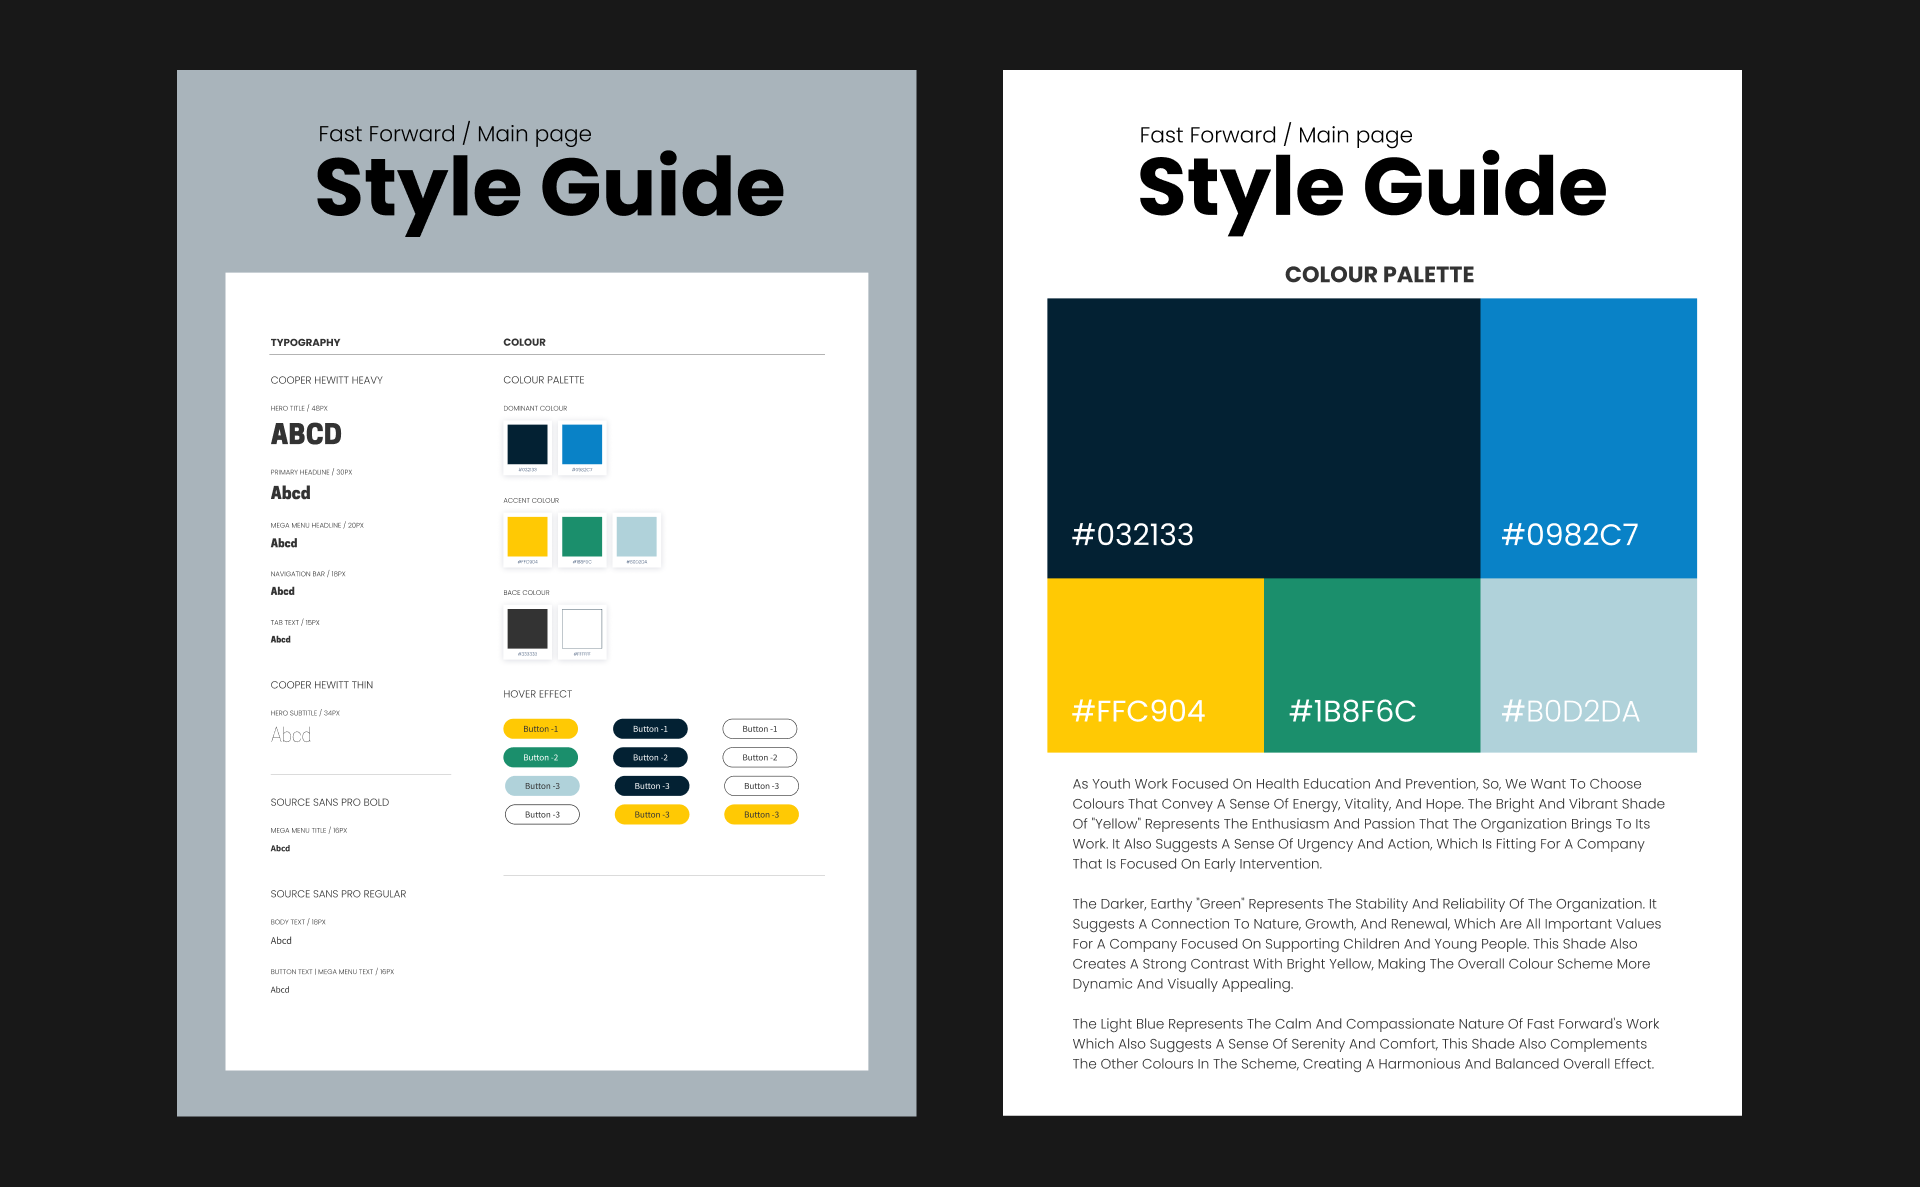 Fast Forward / Main page
Style Guide
TYPOGRAPHY
COOPER HEWITT HEAVY
HERO TITLE / 48PX
ABCD
PRIMARY HEADLINE / 30PX
Abcd
MEGA MENU HEADLINE / 20PX
Abcd
NAVIGATION BAR / 18PX
Abcd
TAB TEXT / 15PX
Abcd
COOPER HEWITT THIN
HERO SUBTITLE / 34PX
Abcd
SOURCE SANS PRO BOLD
MEGA MENU TITLE / 16PX
Abcd
SOURCE SANS PRO REGULAR
BODY TEXT / 18PX
Abcd
BUTTON TEXT | MEGA MENU TEXT / 16PX
Abcd
COLOUR
COLOUR PALETTE
DOMINANT COLOUR
#032133 #0982C7
ACCENT COLOUR
#FFC904 #1B8F6C #B0D2DA
BACE COLOUR
#333333 #FFFFFF
HOVER EFFECT
Button -1 Button -1 Button -1
Button -2 Button -2 Button -2
Button -3 Button -3 Button -3
Button -3 Button -3 Button -3
Fast Forward / Main page
Style Guide
COLOUR PALETTE
#032133 #0982C7
#FFC904 #1B8F6C #B0D2DA
As Youth Work Focused On Health Education And Prevention, So, We Want To Choose
Colours That Convey A Sense Of Energy, Vitality, And Hope. The Bright And Vibrant Shade
Of "Yellow" Represents The Enthusiasm And Passion That The Organization Brings To Its
Work. It Also Suggests A Sense Of Urgency And Action, Which Is Fitting For A Company
That Is Focused On Early Intervention.
The Darker, Earthy "Green" Represents The Stability And Reliability Of The Organization. It
Suggests A Connection To Nature, Growth, And Renewal, Which Are All Important Values
For A Company Focused On Supporting Children And Young People. This Shade Also
Creates A Strong Contrast With Bright Yellow, Making The Overall Colour Scheme More
Dynamic And Visually Appealing.
The Light Blue Represents The Calm And Compassionate Nature Of Fast Forward's Work
Which Also Suggests A Sense Of Serenity And Comfort, This Shade Also Complements
The Other Colours In The Scheme, Creating A Harmonious And Balanced Overall Effect.